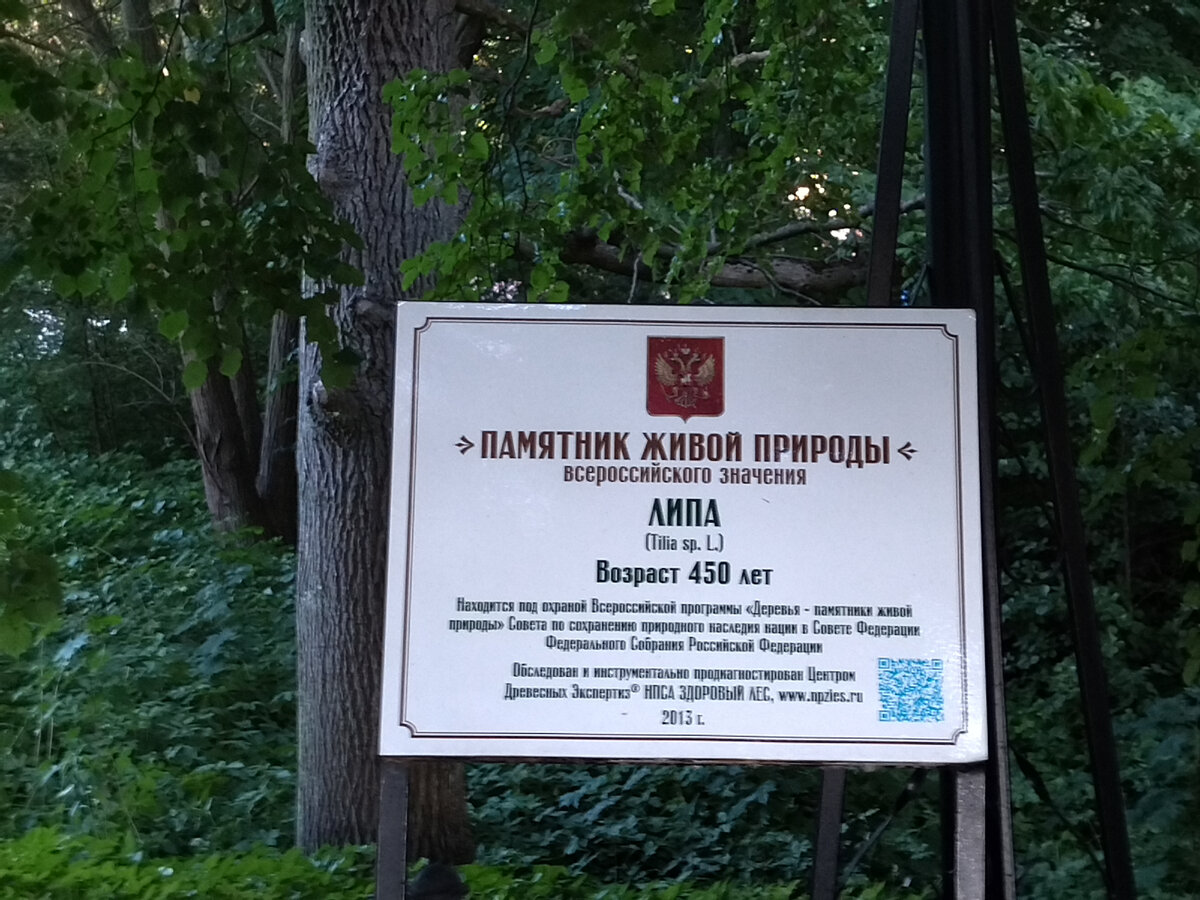 ПАМЯТНИК ЖИВОЙ ПРИРОДЫ
всероссийского значения
ЛИПА
(Tilia sp. L.)
Возраст 450 лет
Находится под охраной Всероссийской программы «Деревья - памятники живой
природы» Совета по сохранению природного наследия нации в Совете Федерации
Федерального Собрания Российской Федерации
Обследован и инструментально продиагностирован Центром
Древесных Экспертиз® НПСА ЗДОРОВЫЙ ЛЕС, www.npzles.ru
2013 г.